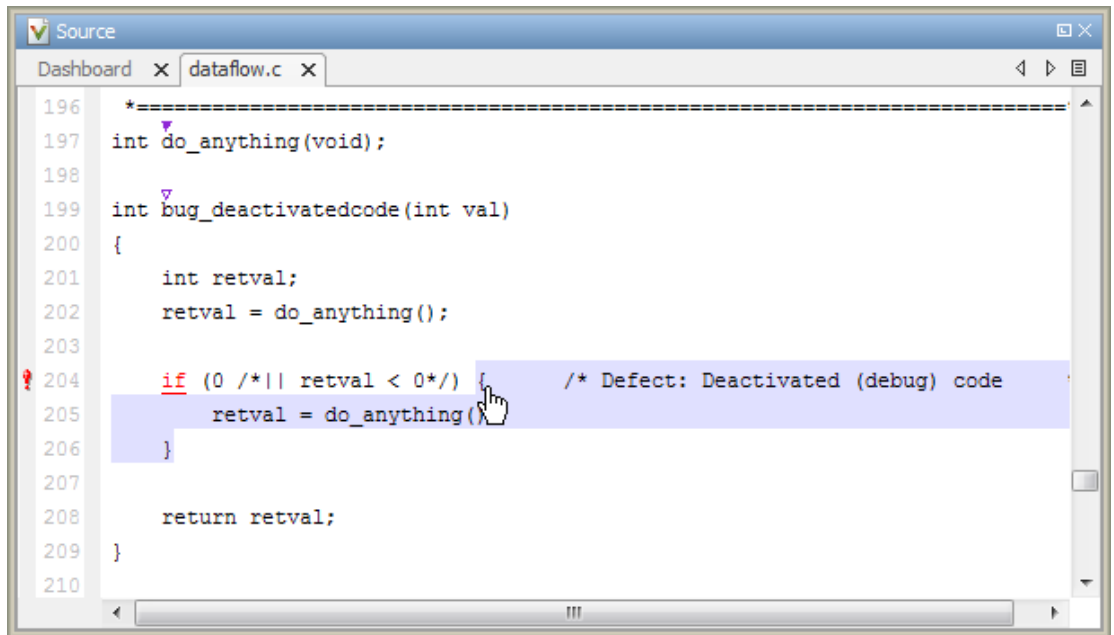 Source
Dashboard x dataflow.c x
196 *==========================================================================*
197 int do_anything(void);
198
199 int bug_deactivatedcode(int val)
200 {
201 int retval;
202 retval = do_anything();
203
204 if (0 /*|| retval < 0*/) { /* Defect: Deactivated (debug) code *
205 retval = do_anything()
206 }
207
208 return retval;
209 }
210